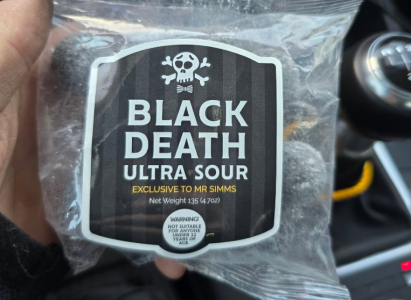 BLACK
DEATH
ULTRA SOUR
EXCLUSIVE TO MR SIMMS
Net Weight 135 (4.7oz)
WARNING!
NOT SUITABLE
FOR ANYONE
UNDER 12
YEARS OF
AGE